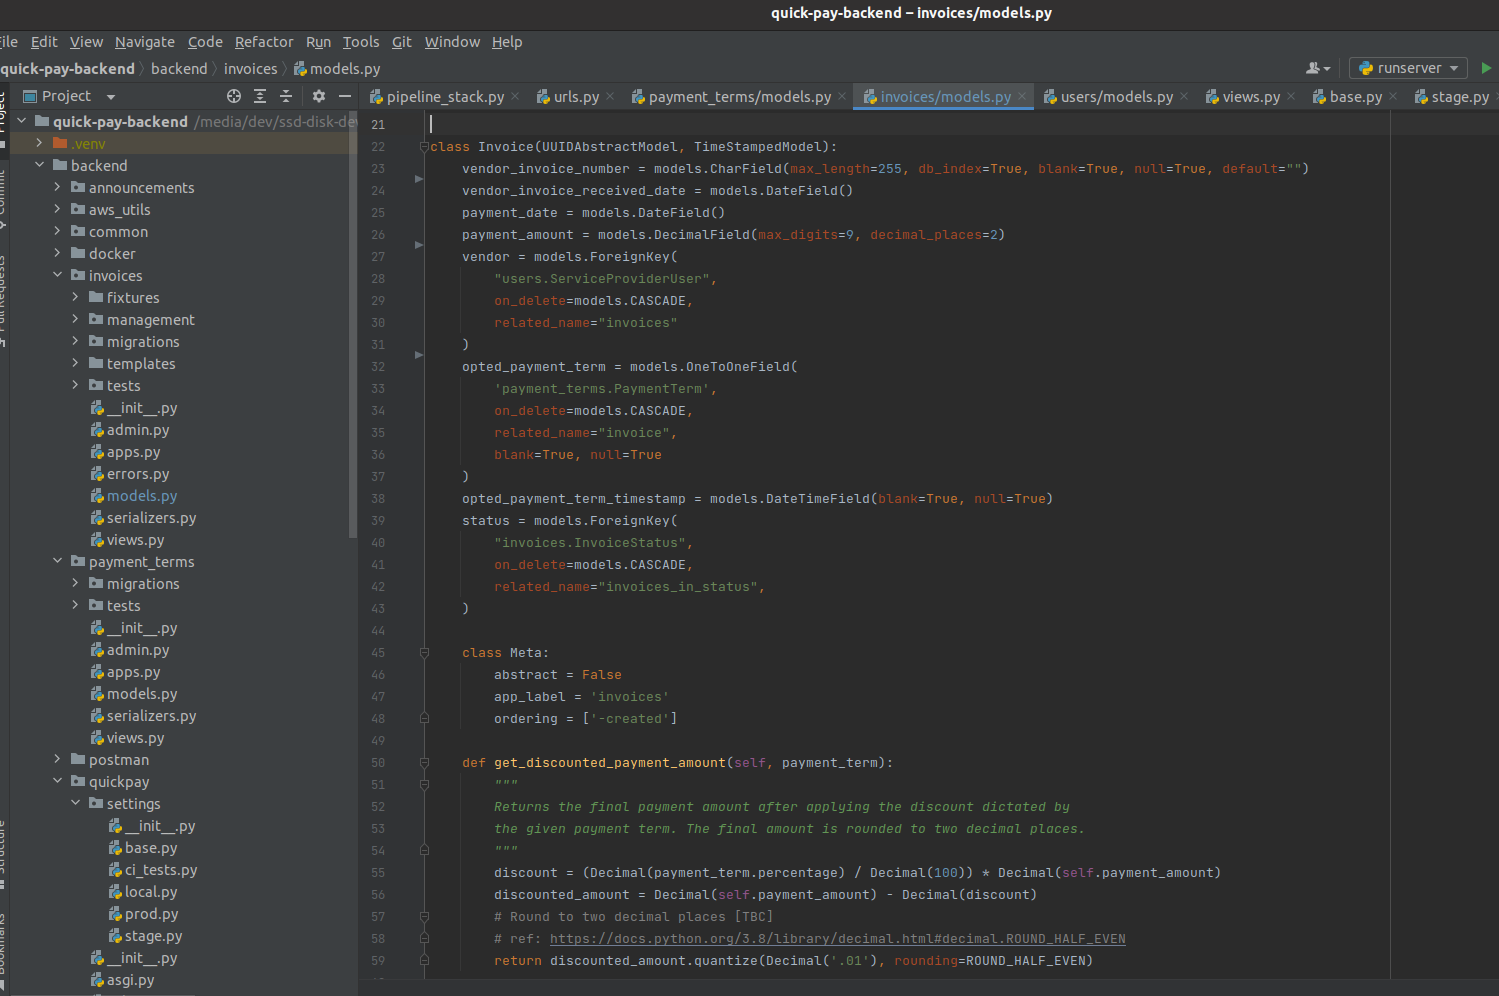 quick-pay-backend – invoices/models.py
File Edit View Navigate Code Refactor Run Tools Git Window Help
quick-pay-backend backend invoices models.py
runserver
Project
pipeline_stack.py urls.py payment_terms/models.py invoices/models.py users/models.py views.py base.py stage.py
quick-pay-backend /media/dev/ssd-disk-dev
.venv
backend
announcements
aws_utils
common
docker
invoices
fixtures
management
migrations
templates
tests
__init__.py
admin.py
apps.py
errors.py
models.py
serializers.py
views.py
payment_terms
migrations
tests
__init__.py
admin.py
apps.py
models.py
serializers.py
views.py
postman
quickpay
settings
__init__.py
base.py
ci_tests.py
local.py
prod.py
stage.py
__init__.py
asgi.py
Project
Commit
Pull Requests
Structure
Bookmarks
21
22 class Invoice(UUIDAbstractModel, TimeStampedModel):
23 vendor_invoice_number = models.CharField(max_length=255, db_index=True, blank=True, null=True, default="")
24 vendor_invoice_received_date = models.DateField()
25 payment_date = models.DateField()
26 payment_amount = models.DecimalField(max_digits=9, decimal_places=2)
27 vendor = models.ForeignKey(
28 "users.ServiceProviderUser",
29 on_delete=models.CASCADE,
30 related_name="invoices"
31 )
32 opted_payment_term = models.OneToOneField(
33 'payment_terms.PaymentTerm',
34 on_delete=models.CASCADE,
35 related_name="invoice",
36 blank=True, null=True
37 )
38 opted_payment_term_timestamp = models.DateTimeField(blank=True, null=True)
39 status = models.ForeignKey(
40 "invoices.InvoiceStatus",
41 on_delete=models.CASCADE,
42 related_name="invoices_in_status",
43 )
44
45 class Meta:
46 abstract = False
47 app_label = 'invoices'
48 ordering = ['-created']
49
50 def get_discounted_payment_amount(self, payment_term):
51 """
52 Returns the final payment amount after applying the discount dictated by
53 the given payment term. The final amount is rounded to two decimal places.
54 """
55 discount = (Decimal(payment_term.percentage) / Decimal(100)) * Decimal(self.payment_amount)
56 discounted_amount = Decimal(self.payment_amount) - Decimal(discount)
57 # Round to two decimal places [TBC]
58 # ref: https://docs.python.org/3.8/library/decimal.html#decimal.ROUND_HALF_EVEN
59 return discounted_amount.quantize(Decimal('.01'), rounding=ROUND_HALF_EVEN)